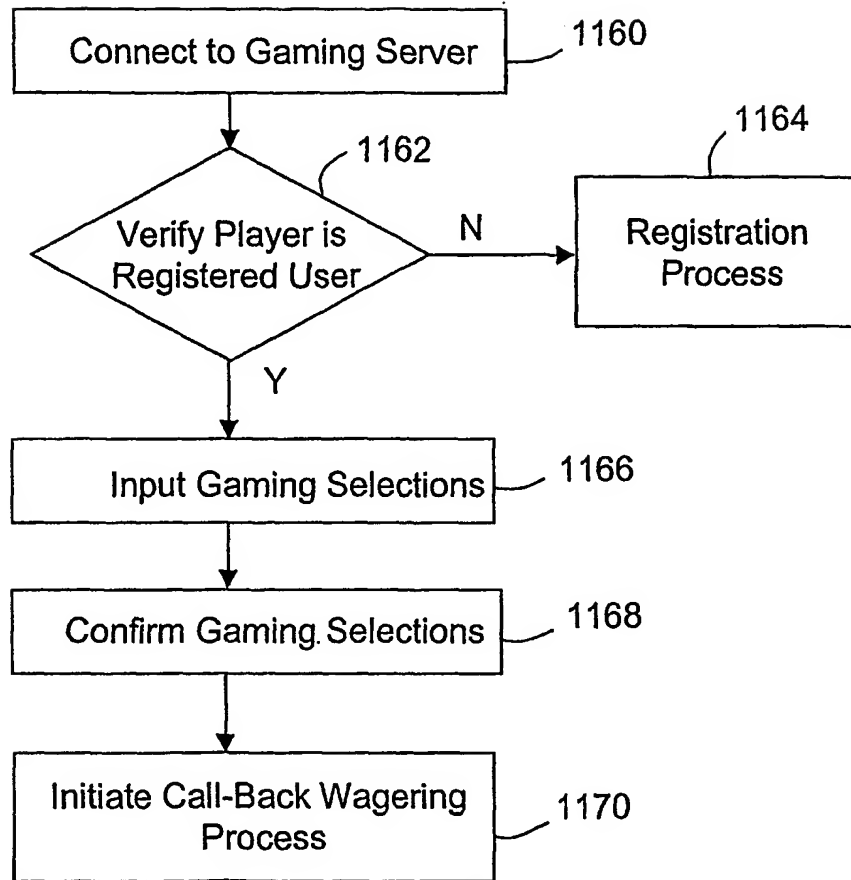 Connect to Gaming Server
1160
1162
Verify Player is
Registered User
N
1164
Registration
Process
Y
Input Gaming Selections
1166
Confirm Gaming Selections
1168
Initiate Call-Back Wagering
Process
1170